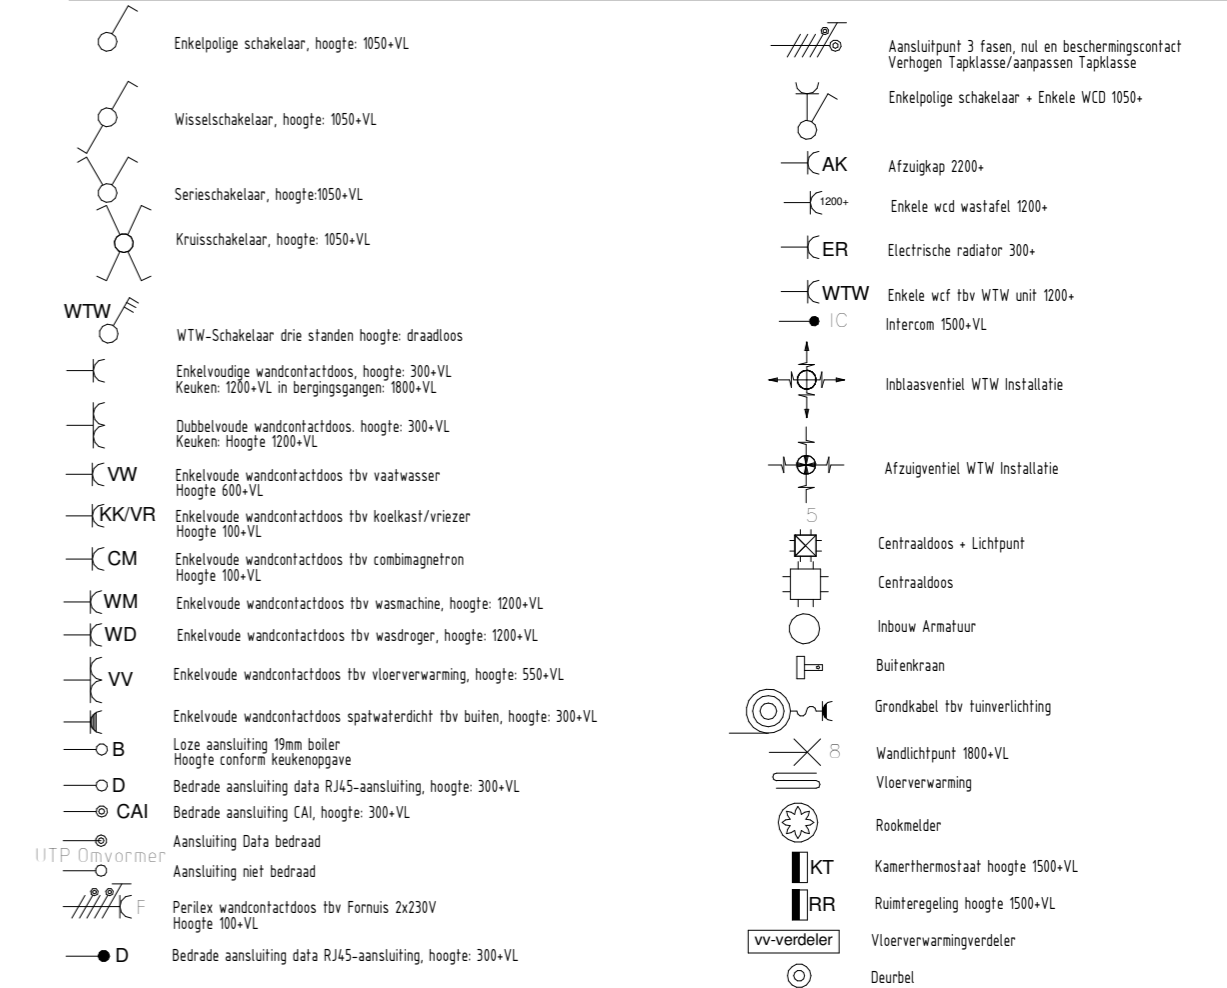 Enkelpolige schakelaar, hoogte: 1050+VL
Wisselschakelaar, hoogte: 1050+VL
Serieschakelaar, hoogte:1050+VL
Kruisschakelaar, hoogte: 1050+VL
WTW
WTW-Schakelaar drie standen hoogte: draadloos
Enkelvoudige wandcontactdoos, hoogte: 300+VL
Keuken: 1200+VL in bergingsgangen: 1800+VL
Dubbelvoude wandcontactdoos. hoogte: 300+VL
Keuken: Hoogte 1200+VL
VW Enkelvoude wandcontactdoos tbv vaatwasser
Hoogte 600+VL
KK/VR Enkelvoude wandcontactdoos tbv koelkast/vriezer
Hoogte 100+VL
CM Enkelvoude wandcontactdoos tbv combimagnetron
Hoogte 100+VL
WM Enkelvoude wandcontactdoos tbv wasmachine, hoogte: 1200+VL
WD Enkelvoude wandcontactdoos tbv wasdroger, hoogte: 1200+VL
VV Enkelvoude wandcontactdoos tbv vloerverwarming, hoogte: 550+VL
Enkelvoude wandcontactdoos spatwaterdicht tbv buiten, hoogte: 300+VL
B Loze aansluiting 19mm boiler
Hoogte conform keukenopgave
D Bedrade aansluiting data RJ45-aansluiting, hoogte: 300+VL
CAI Bedrade aansluiting CAI, hoogte: 300+VL
Aansluiting Data bedraad
UTP Omvormer
Aansluiting niet bedraad
F Perilex wandcontactdoos tbv Fornuis 2x230V
Hoogte 100+VL
D Bedrade aansluiting data RJ45-aansluiting, hoogte: 300+VL
Aansluitpunt 3 fasen, nul en beschermingscontact
Verhogen Tapklasse/aanpassen Tapklasse
Enkelpolige schakelaar + Enkele WCD 1050+
AK Afzuigkap 2200+
1200+ Enkele wcd wastafel 1200+
ER Electrische radiator 300+
WTW Enkele wcf tbv WTW unit 1200+
IC Intercom 1500+VL
Inblaasventiel WTW Installatie
Afzuigventiel WTW Installatie
5
Centraaldoos + Lichtpunt
Centraaldoos
Inbouw Armatuur
Buitenkraan
Grondkabel tbv tuinverlichting
8 Wandlichtpunt 1800+VL
Vloerverwarming
Rookmelder
KT Kamerthermostaat hoogte 1500+VL
RR Ruimteregeling hoogte 1500+VL
vv-verdeler Vloerverwarmingverdeler
Deurbel